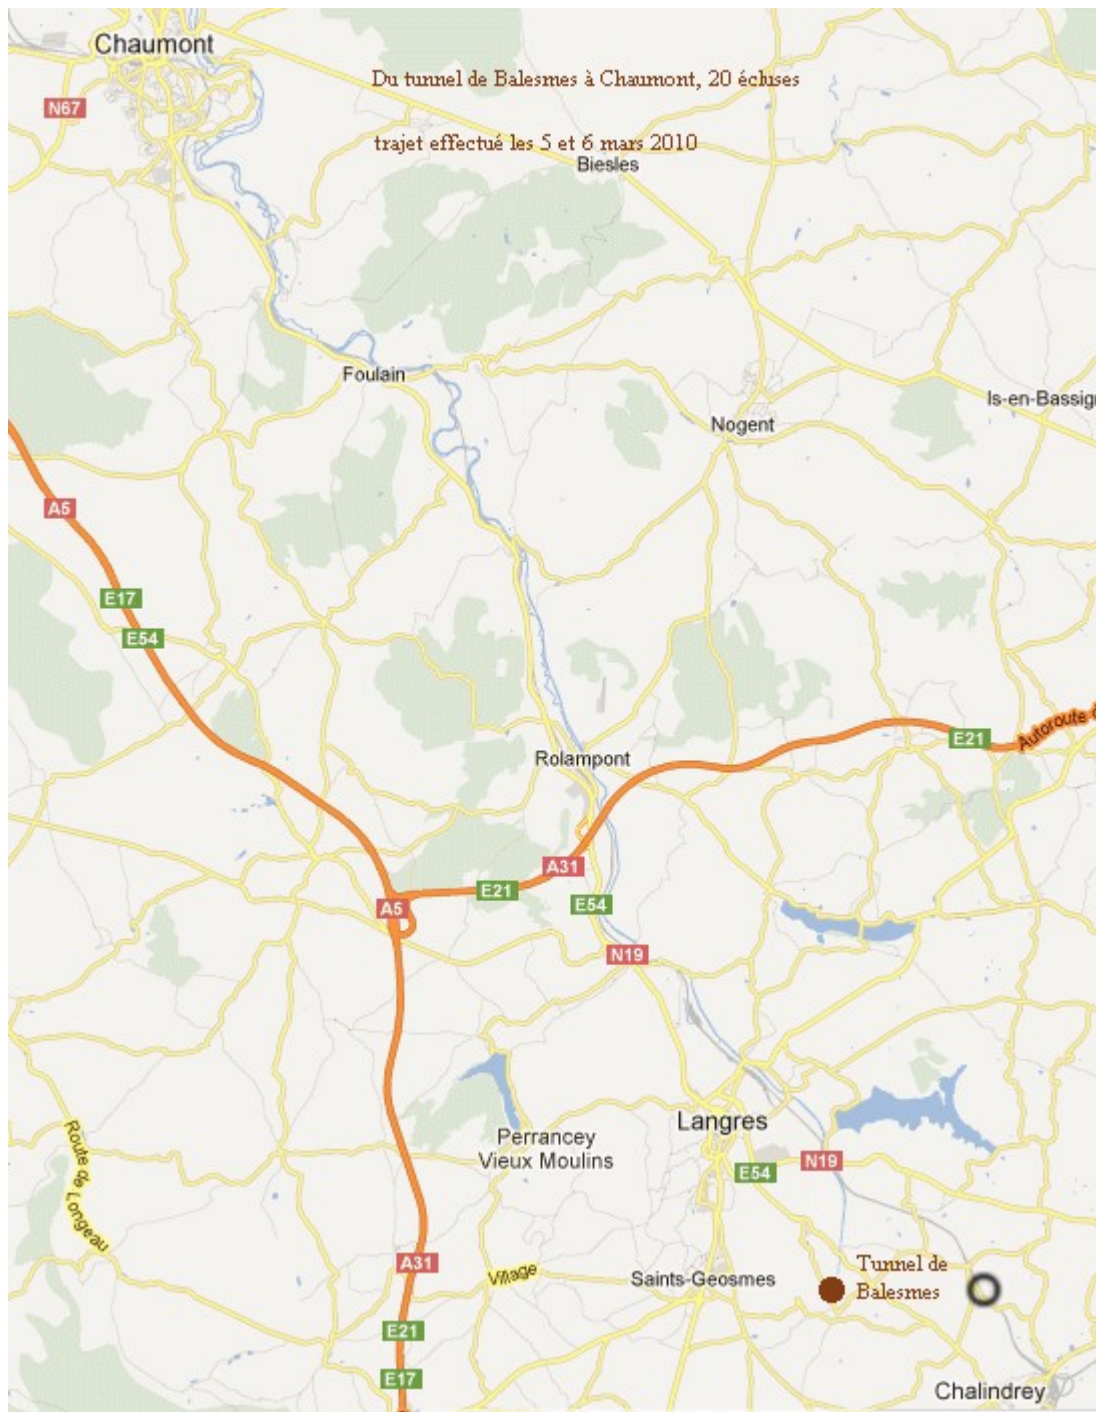 Chaumont
Du tunnel de Balesmes à Chaumont, 20 écluses
N67
trajet effectué les 5 et 6 mars 2010
Biesles
Foulain
Is-en-Bassig
Nogent
A5
E17
E54
Autoroute d
E21
Rolampont
A31
E21
E54
A5
N19
Langres
Perrancey
Vieux Moulins
Route de Longeau
N19
E54
A31
Village
Saints-Geosmes
Tunnel de
Balesmes
E21
E17
Chalindrey